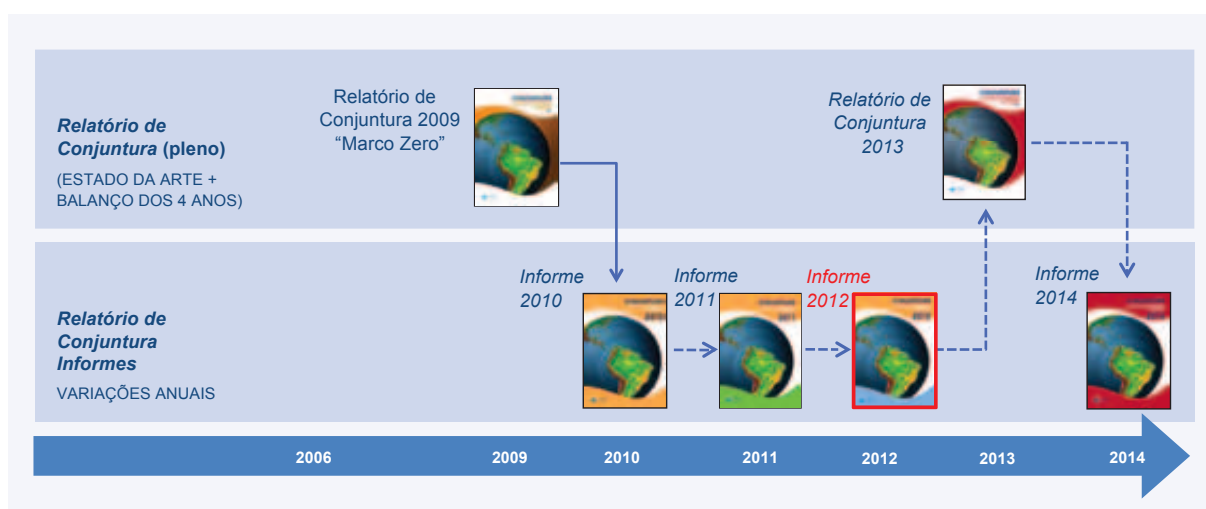 Relatório de
Conjuntura (pleno)
(ESTADO DA ARTE +
BALANÇO DOS 4 ANOS)
Relatório de
Conjuntura 2009
“Marco Zero”
Relatório de
Conjuntura
2013
Relatório de
Conjuntura
Informes
VARIAÇÕES ANUAIS
Informe
2010
Informe
2011
Informe
2012
Informe
2014
2006
2009
2010
2011
2012
2013
2014